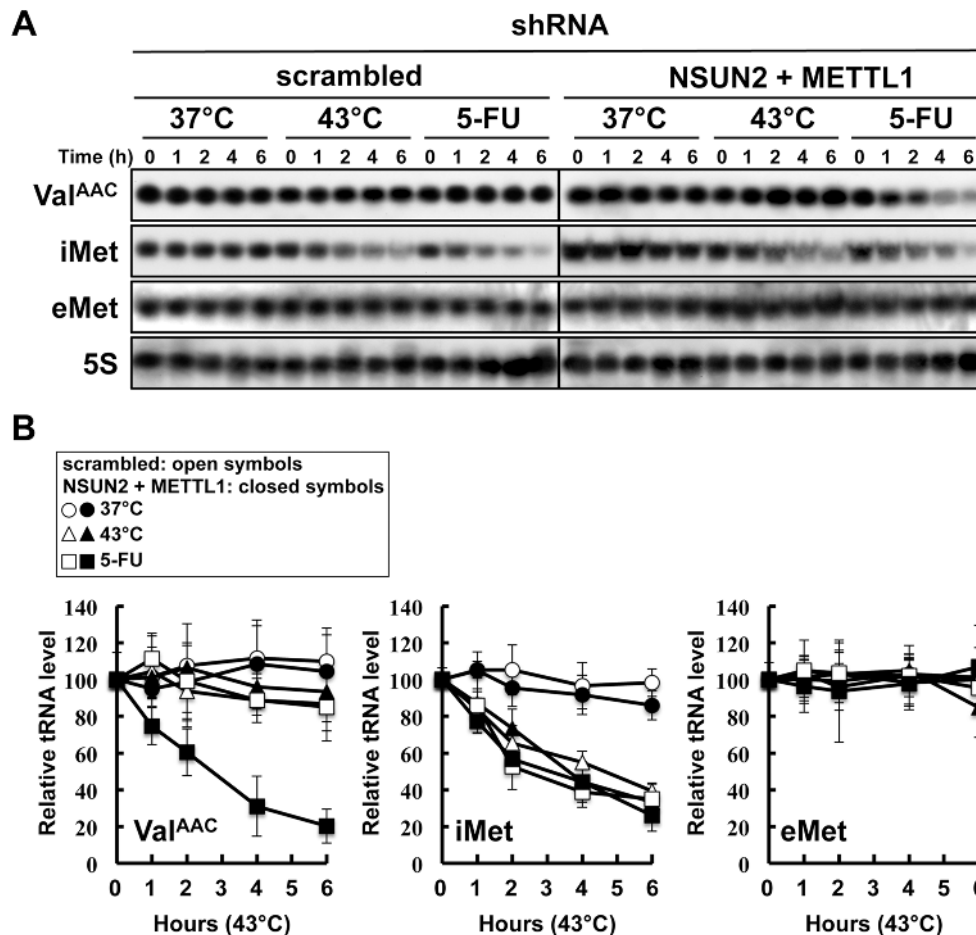 A
shRNA
scrambled NSUN2 + METTL1
37°C 43°C 5-FU 37°C 43°C 5-FU
Time (h) 0 1 2 4 6 0 1 2 4 6 0 1 2 4 6 0 1 2 4 6 0 1 2 4 6 0 1 2 4 6
ValAAC
iMet
eMet
5S
B
scrambled: open symbols
NSUN2 + METTL1: closed symbols
37°C
43°C
5-FU
Relative tRNA level
140
120
100
80
60
40
20
0
ValAAC
0 1 2 3 4 5 6
Hours (43°C)
Relative tRNA level
140
120
100
80
60
40
20
0
iMet
0 1 2 3 4 5 6
Hours (43°C)
Relative tRNA level
140
120
100
80
60
40
20
0
eMet
0 1 2 3 4 5 6
Hours (43°C)